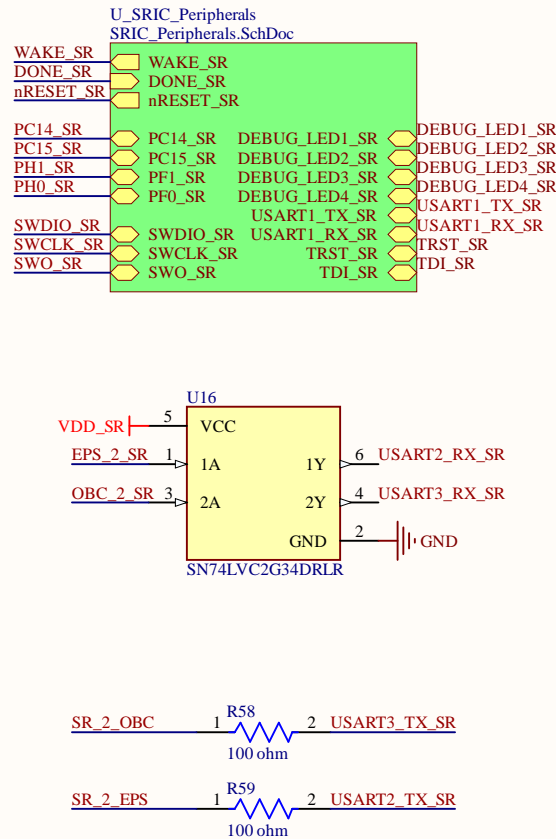 U_SRIC_Peripherals
SRIC_Peripherals.SchDoc
WAKE_SR WAKE_SR
DONE_SR DONE_SR
nRESET_SR nRESET_SR
PC14_SR PC14_SR DEBUG_LED1_SR DEBUG_LED1_SR
PC15_SR PC15_SR DEBUG_LED2_SR DEBUG_LED2_SR
PH1_SR PF1_SR DEBUG_LED3_SR DEBUG_LED3_SR
PH0_SR PF0_SR DEBUG_LED4_SR DEBUG_LED4_SR
USART1_TX_SR USART1_TX_SR
SWDIO_SR SWDIO_SR USART1_RX_SR USART1_RX_SR
SWCLK_SR SWCLK_SR TRST_SR TRST_SR
SWO_SR SWO_SR TDI_SR TDI_SR
U16
VDD_SR 5 VCC
EPS_2_SR 1 1A 1Y 6 USART2_RX_SR
OBC_2_SR 3 2A 2Y 4 USART3_RX_SR
GND 2 GND
SN74LVC2G34DRLR
R58
SR_2_OBC 1 2 USART3_TX_SR
100 ohm
R59
SR_2_EPS 1 2 USART2_TX_SR
100 ohm